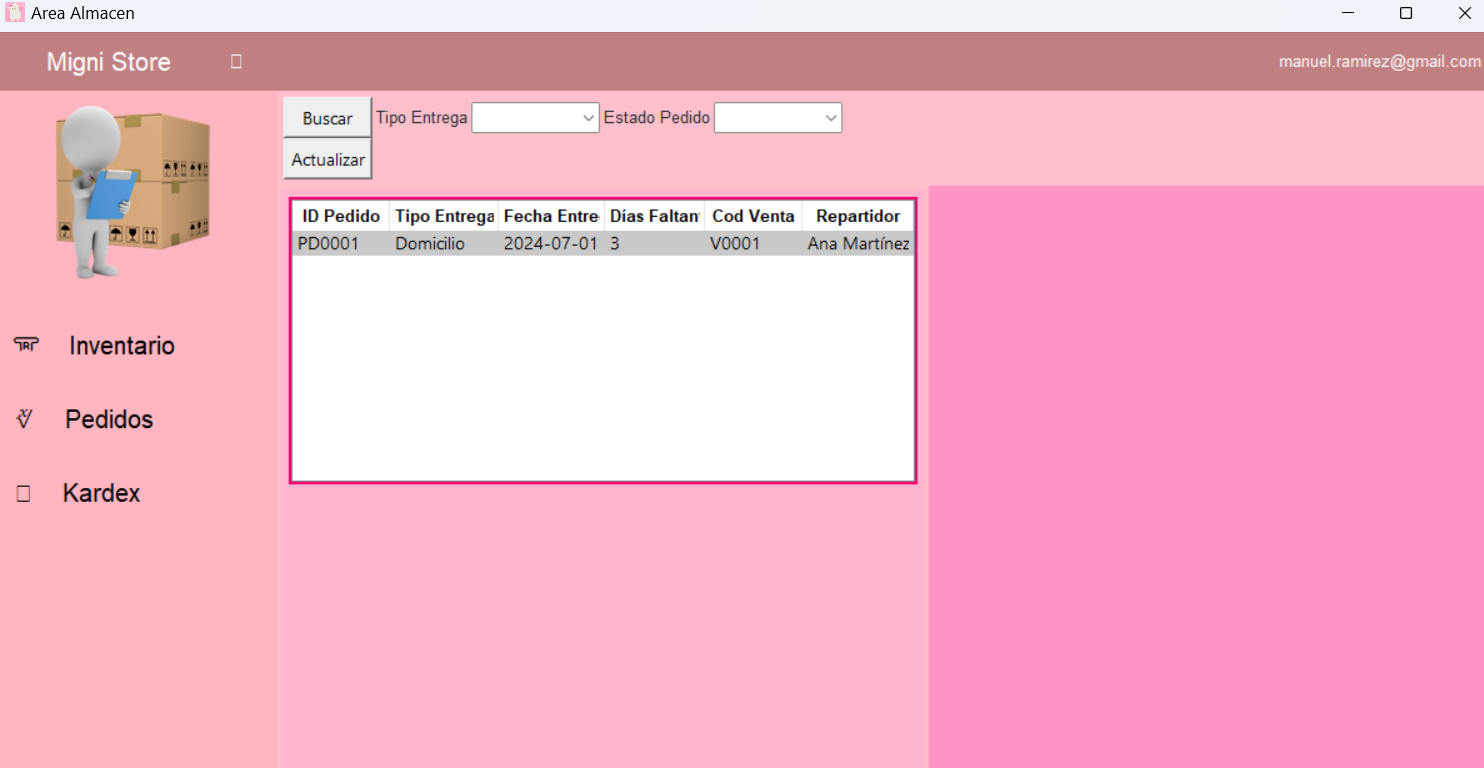 Area Almacen
Migni Store
manuel.ramirez@gmail.com
Buscar Tipo Entrega Estado Pedido
Actualizar
ID Pedido Tipo Entrega Fecha Entre Días Faltan Cod Venta Repartidor
PD0001 Domicilio 2024-07-01 3 V0001 Ana Martínez
Inventario
Pedidos
Kardex